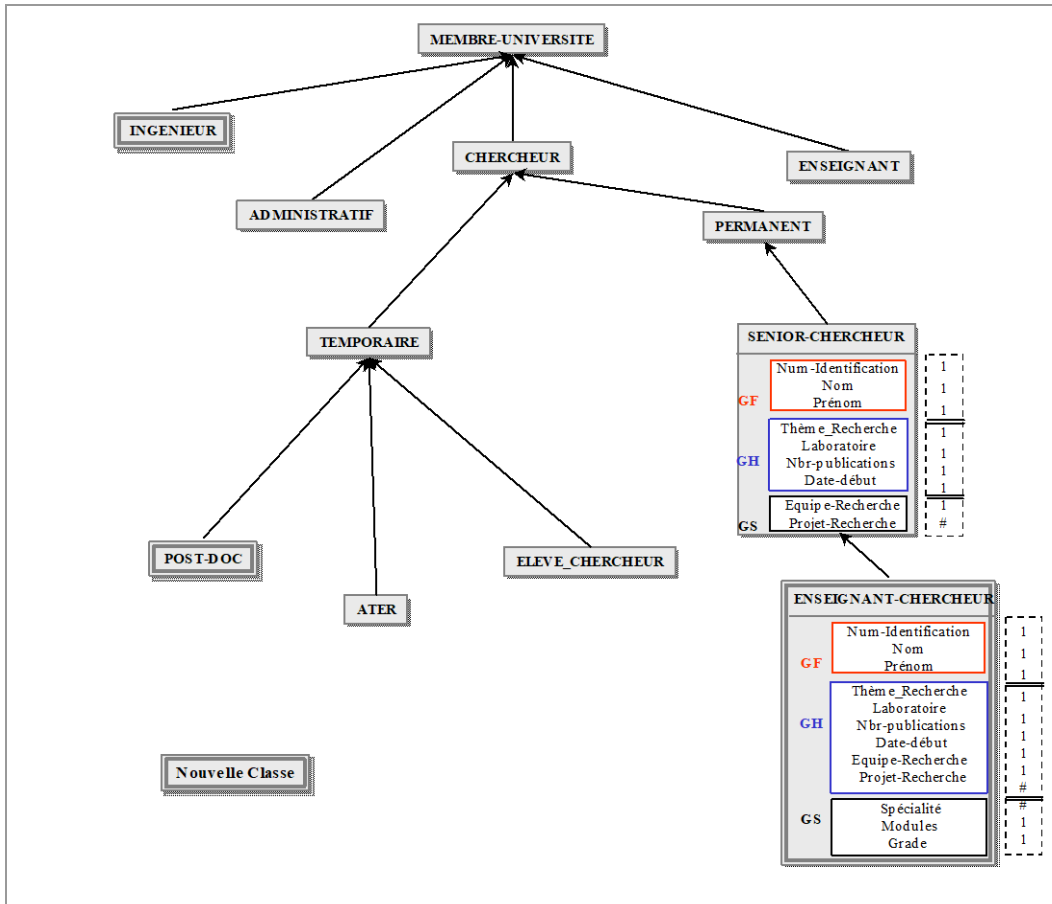 MEMBRE-UNIVERSITE
INGENIEUR
CHERCHEUR
ENSEIGNANT
ADMINISTRATIF
PERMANENT
TEMPORAIRE
SENIOR-CHERCHEUR
GF
Num-Identification
Nom
Prénom
1
1
1
GH
Thème_Recherche
Laboratoire
Nbr-publications
Date-début
1
1
1
1
GS
Equipe-Recherche
Projet-Recherche
1
#
POST-DOC
ELEVE_CHERCHEUR
ATER
ENSEIGNANT-CHERCHEUR
GF
Num-Identification
Nom
Prénom
1
1
1
GH
Thème_Recherche
Laboratoire
Nbr-publications
Date-début
Equipe-Recherche
Projet-Recherche
1
1
1
1
1
#
GS
Spécialité
Modules
Grade
#
1
1
Nouvelle Classe